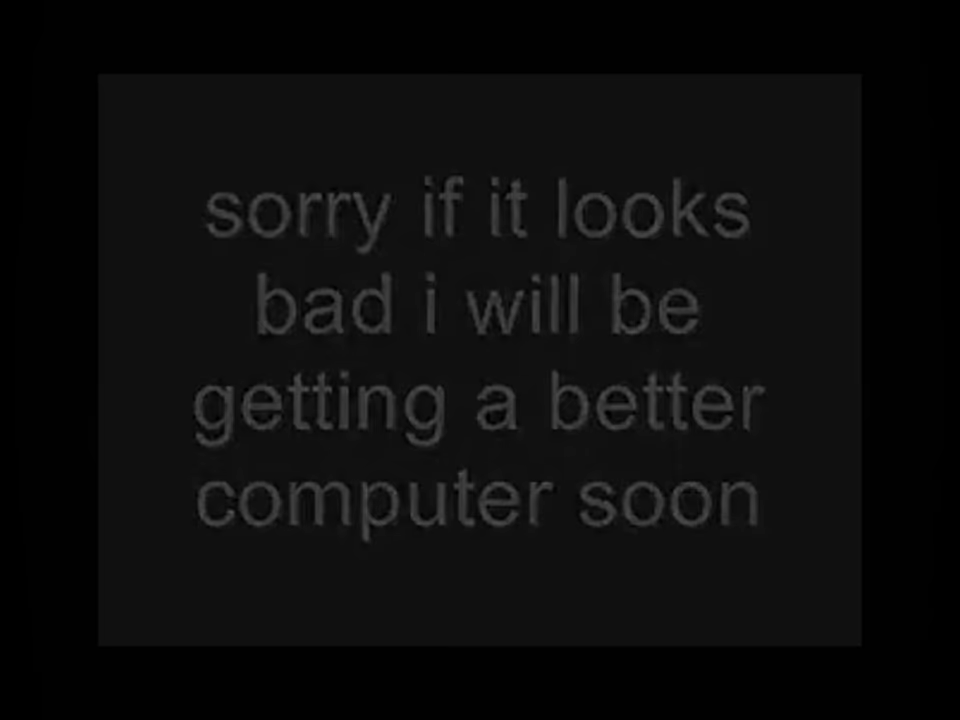 sorry if it looks
bad i will be
getting a better
computer soon